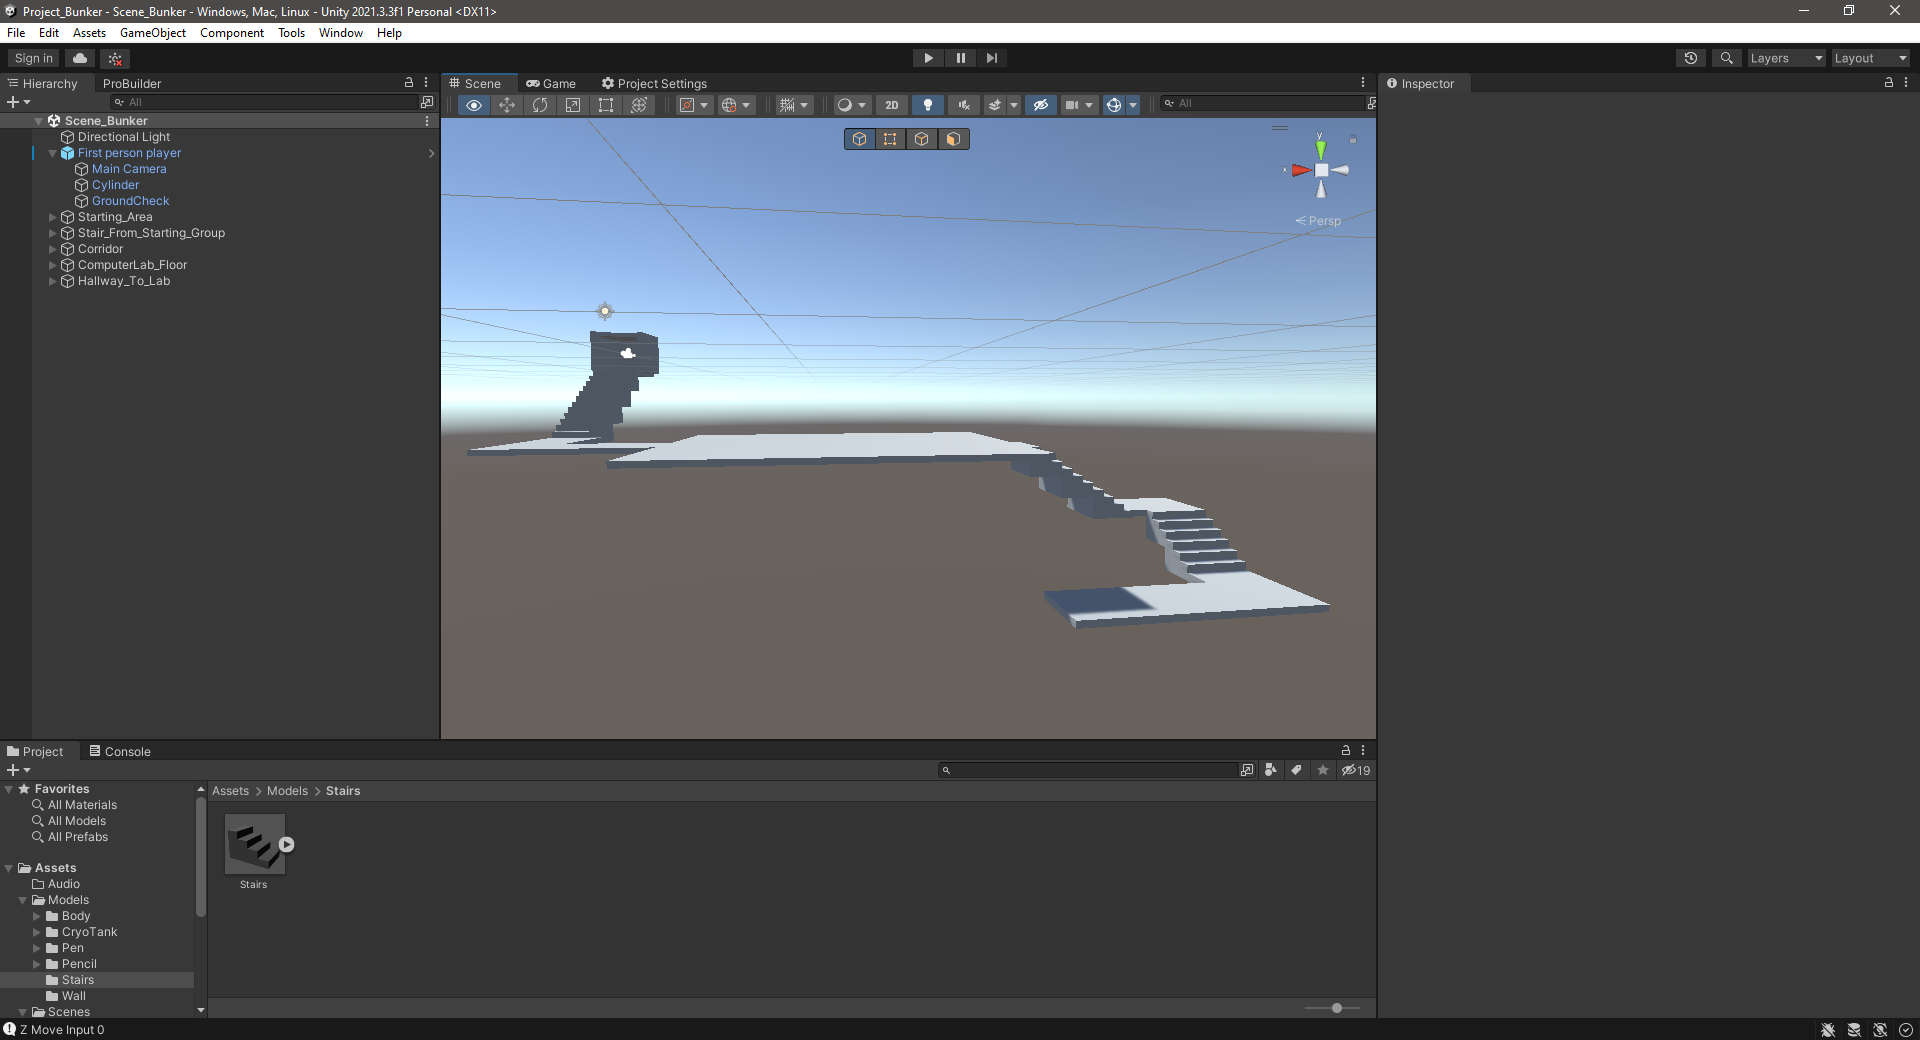 Project_Bunker - Scene_Bunker - Windows, Mac, Linux - Unity 2021.3.3f1 Personal <DX11>
File Edit Assets GameObject Component Tools Window Help
Sign in
Layers Layout
Hierarchy ProBuilder
All
Scene_Bunker
Directional Light
First person player
Main Camera
Cylinder
GroundCheck
Starting_Area
Stair_From_Starting_Group
Corridor
ComputerLab_Floor
Hallway_To_Lab
Scene Game Project Settings
2D All
y
x
Persp
Inspector
Project Console
19
Favorites
All Materials
All Models
All Prefabs
Assets
Audio
Models
Body
CryoTank
Pen
Pencil
Stairs
Wall
Scenes
Assets > Models > Stairs
Stairs
Z Move Input 0